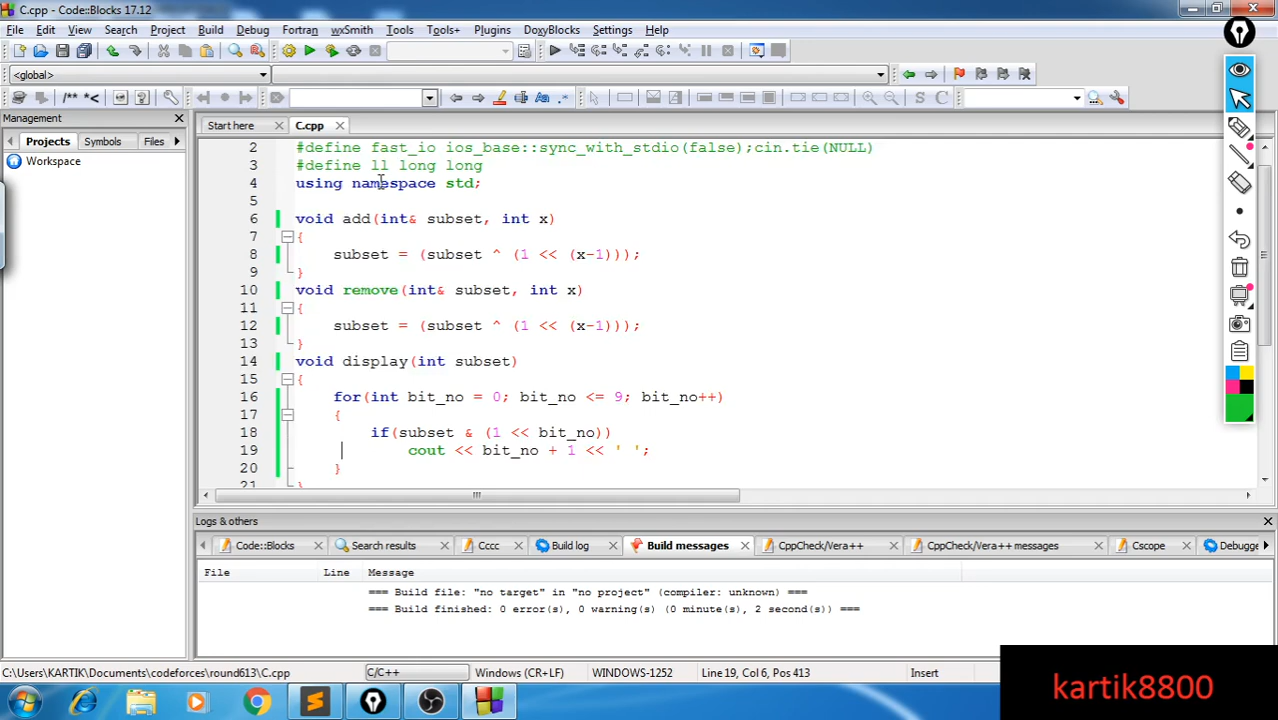 C.cpp - Code::Blocks 17.12
File Edit View Search Project Build Debug Fortran wxSmith Tools Tools+ Plugins DoxyBlocks Settings Help
<global>
/** *<
Aa .*
S C
Management
Projects Symbols Files
Workspace
Start here C.cpp
2 #define fast_io ios_base::sync_with_stdio(false);cin.tie(NULL)
3 #define ll long long
4 using namespace std;
5
6 void add(int& subset, int x)
7 {
8 subset = (subset ^ (1 << (x-1)));
9 }
10 void remove(int& subset, int x)
11 {
12 subset = (subset ^ (1 << (x-1)));
13 }
14 void display(int subset)
15 {
16 for(int bit_no = 0; bit_no <= 9; bit_no++)
17 {
18 if(subset & (1 << bit_no))
19 cout << bit_no + 1 << ' ';
20 }
21 }
Logs & others
Code::Blocks Search results Cccc Build log Build messages CppCheck/Vera++ CppCheck/Vera++ messages Cscope Debugge
File Line Message
=== Build file: "no target" in "no project" (compiler: unknown) ===
=== Build finished: 0 error(s), 0 warning(s) (0 minute(s), 2 second(s)) ===
C:\Users\KARTIK\Documents\codeforces\round613\C.cpp C/C++ Windows (CR+LF) WINDOWS-1252 Line 19, Col 6, Pos 413 Insert
kartik8800